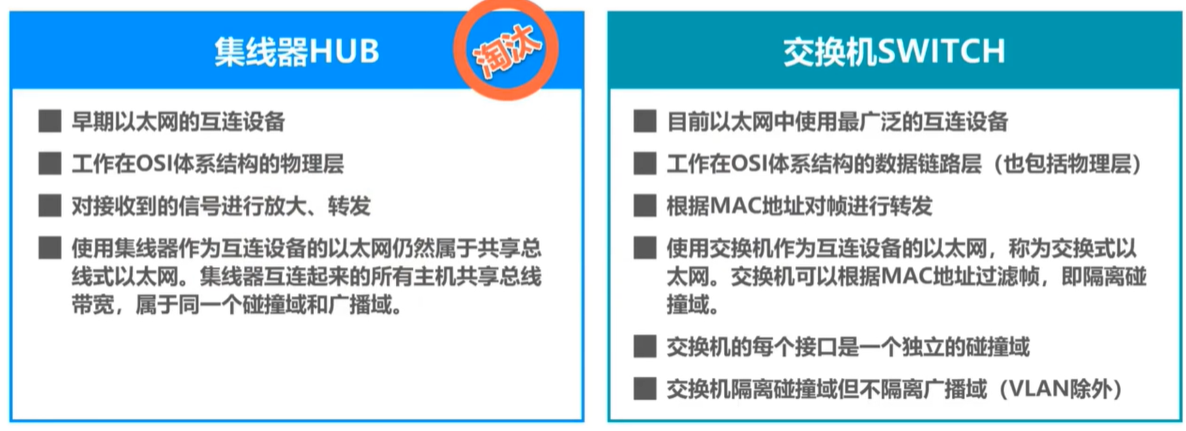 集线器HUB
淘汰
早期以太网的互连设备
工作在OSI体系结构的物理层
对接收到的信号进行放大、转发
使用集线器作为互连设备的以太网仍然属于共享总
线式以太网。集线器互连起来的所有主机共享总线
带宽，属于同一个碰撞域和广播域。
交换机SWITCH
目前以太网中使用最广泛的互连设备
工作在OSI体系结构的数据链路层（也包括物理层）
根据MAC地址对帧进行转发
使用交换机作为互连设备的以太网，称为交换式以
太网。交换机可以根据MAC地址过滤帧，即隔离碰
撞域。
交换机的每个接口是一个独立的碰撞域
交换机隔离碰撞域但不隔离广播域（VLAN除外）